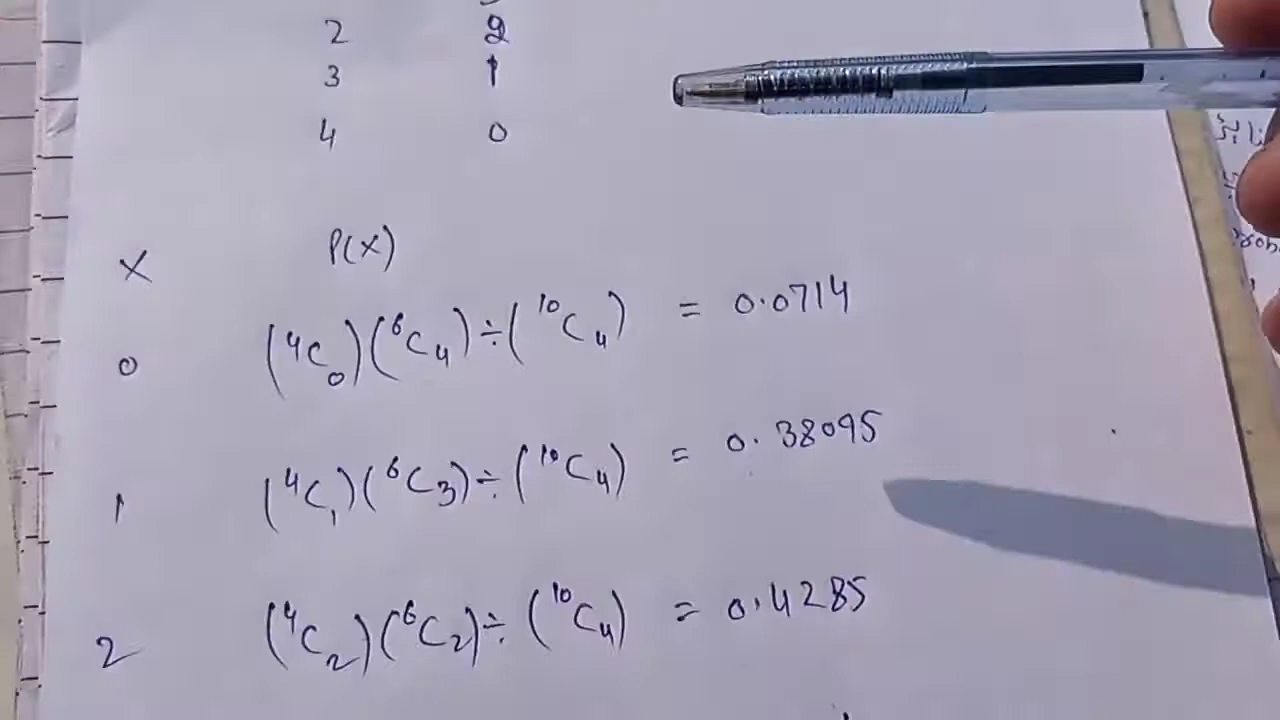 2 2
3 1
4 0
X P(X)
0 (⁴C₀)(⁶C₄)÷(¹⁰C₄) = 0.0714
1 (⁴C₁)(⁶C₃)÷(¹⁰C₄) = 0.38095
2 (⁴C₂)(⁶C₂)÷(¹⁰C₄) = 0.4285